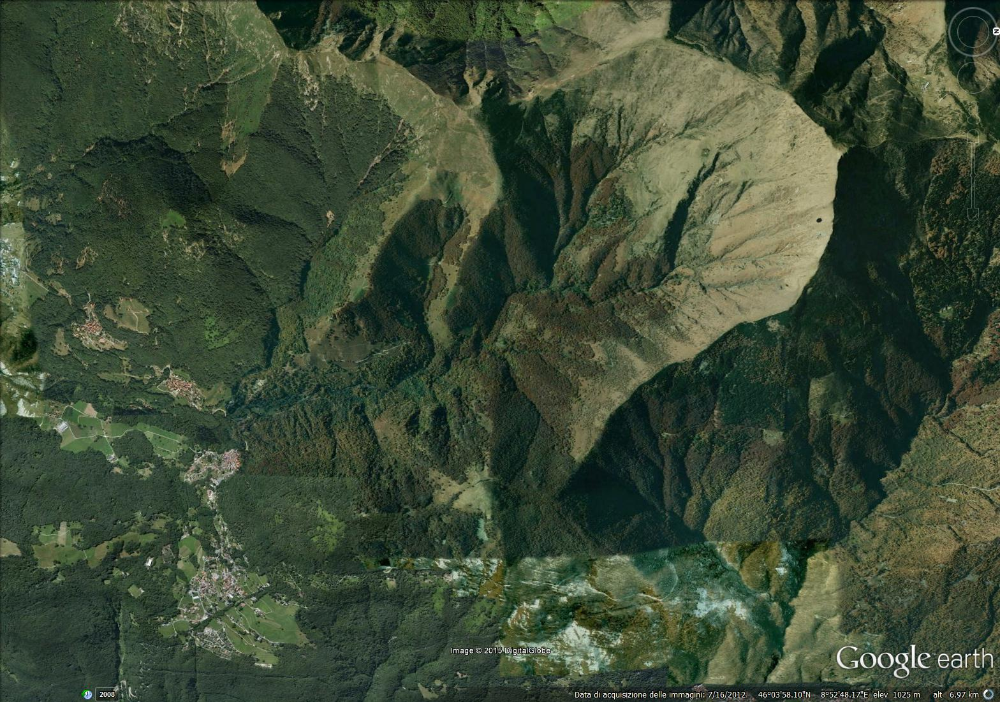 Image © 2015 DigitalGlobe
Google earth
2008
Data di acquisizione delle immagini: 7/16/2012 46°03'58.10"N 8°52'48.17"E elev 1025 m alt 6.97 km